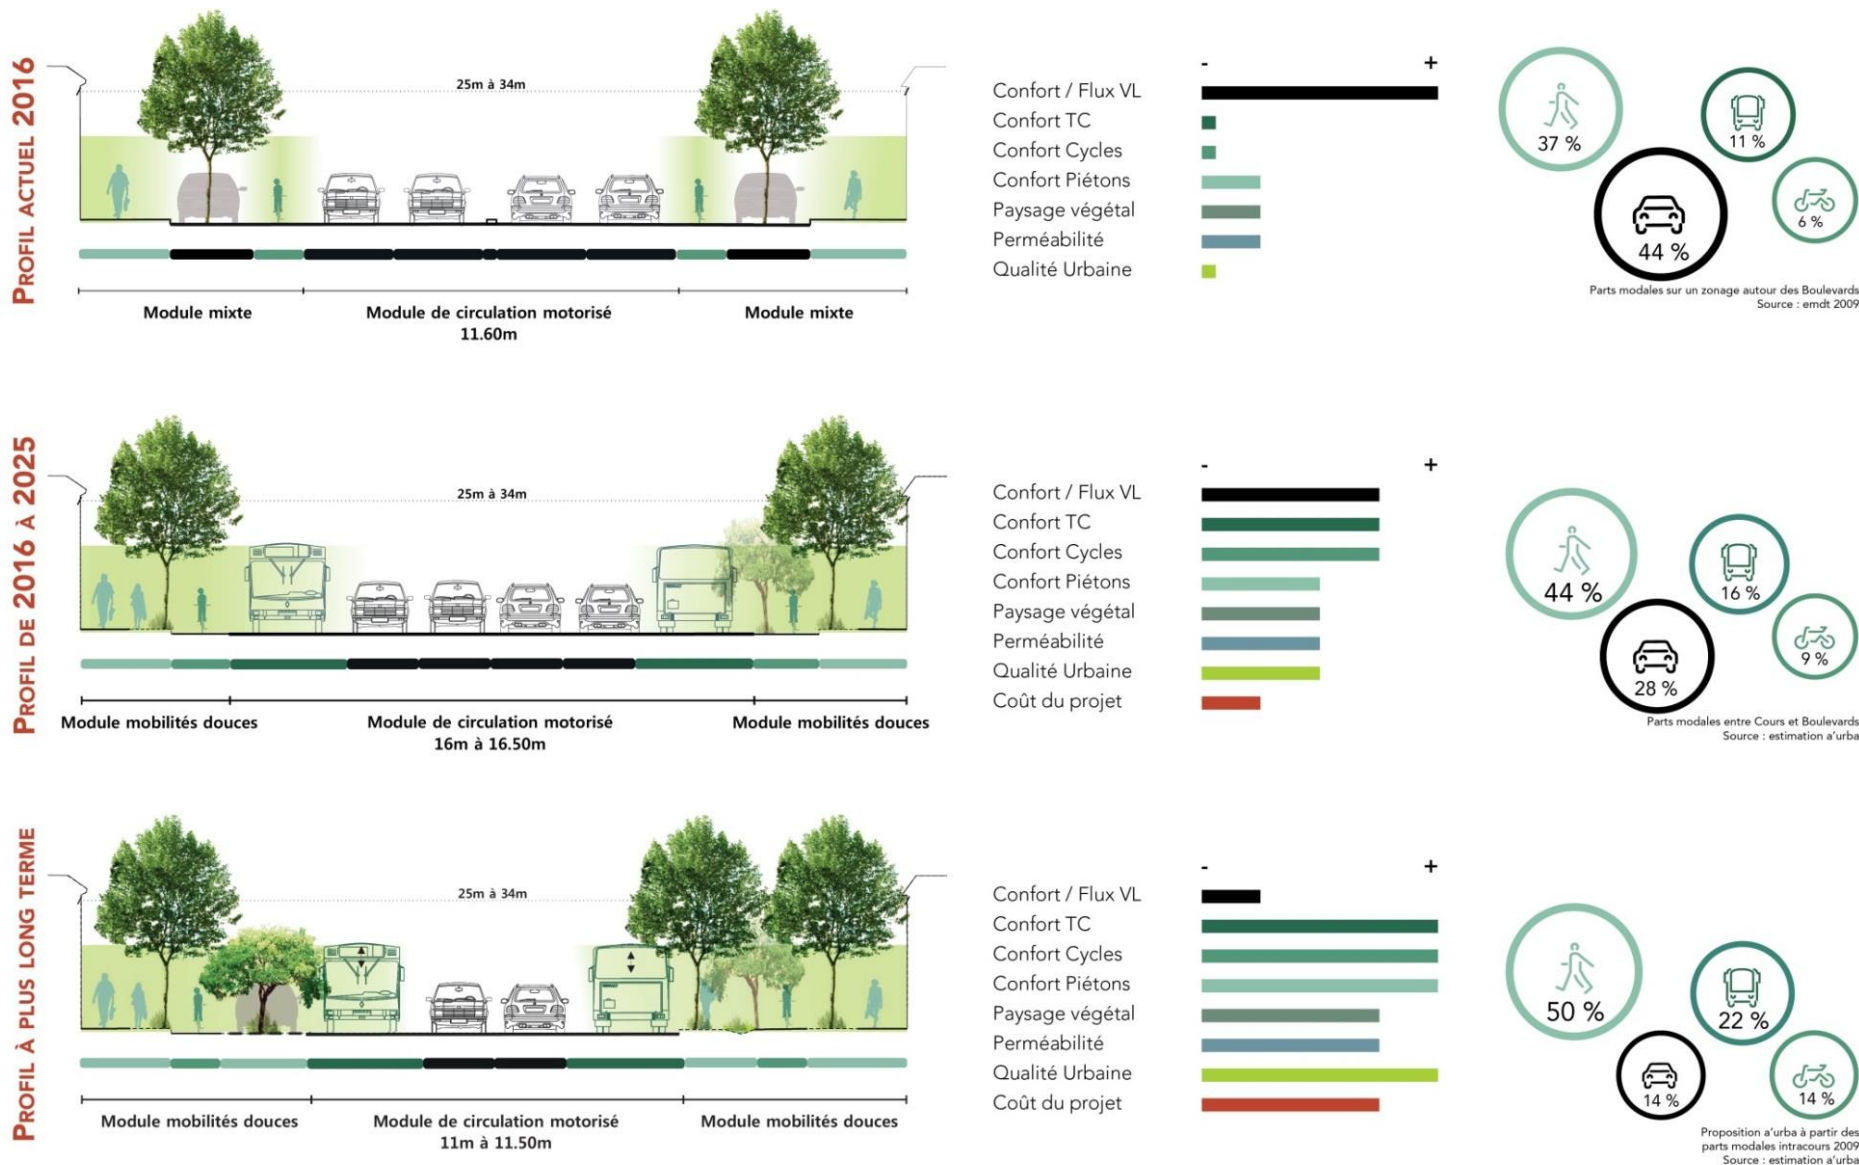 PROFIL ACTUEL 2016
25m à 34m
Module mixte
Module de circulation motorisé
11.60m
Module mixte
- +
Confort / Flux VL
Confort TC
Confort Cycles
Confort Piétons
Paysage végétal
Perméabilité
Qualité Urbaine
37 %
11 %
44 %
6 %
Parts modales sur un zonage autour des Boulevards
Source : emdt 2009
PROFIL DE 2016 À 2025
25m à 34m
Module mobilités douces
Module de circulation motorisé
16m à 16.50m
Module mobilités douces
- +
Confort / Flux VL
Confort TC
Confort Cycles
Confort Piétons
Paysage végétal
Perméabilité
Qualité Urbaine
Coût du projet
44 %
16 %
28 %
9 %
Parts modales entre Cours et Boulevards
Source : estimation a'urba
PROFIL À PLUS LONG TERME
25m à 34m
Module mobilités douces
Module de circulation motorisé
11m à 11.50m
Module mobilités douces
- +
Confort / Flux VL
Confort TC
Confort Cycles
Confort Piétons
Paysage végétal
Perméabilité
Qualité Urbaine
Coût du projet
50 %
22 %
14 %
14 %
Proposition a'urba à partir des
parts modales intracours 2009
Source : estimation a'urba